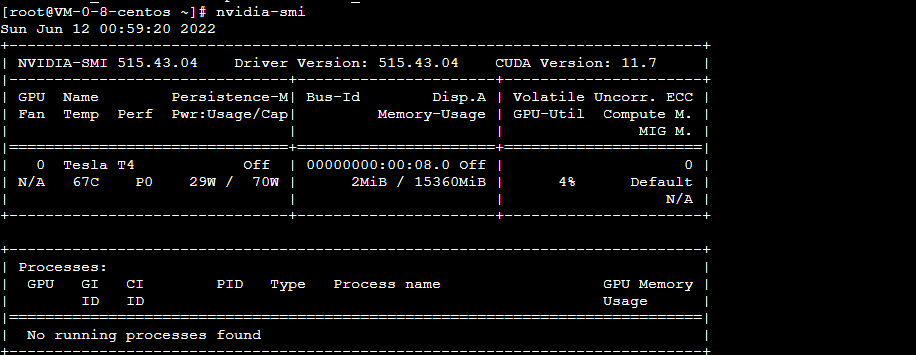 [root@VM-0-8-centos ~]# nvidia-smi
Sun Jun 12 00:59:20 2022
+-----------------------------------------------------------------------------+
| NVIDIA-SMI 515.43.04    Driver Version: 515.43.04    CUDA Version: 11.7     |
|-------------------------------+----------------------+----------------------+
| GPU  Name        Persistence-M| Bus-Id        Disp.A | Volatile Uncorr. ECC |
| Fan  Temp  Perf  Pwr:Usage/Cap|         Memory-Usage | GPU-Util  Compute M. |
|                               |                      |               MIG M. |
|===============================+======================+======================|
|   0  Tesla T4            Off  | 00000000:00:08.0 Off |                    0 |
| N/A   67C    P0    29W /  70W |      2MiB / 15360MiB |      4%      Default |
|                               |                      |                  N/A |
+-------------------------------+----------------------+----------------------+

+-----------------------------------------------------------------------------+
| Processes:                                                                  |
|  GPU   GI   CI        PID   Type   Process name                  GPU Memory |
|        ID   ID                                                   Usage      |
|=============================================================================|
|  No running processes found                                                 |
+-----------------------------------------------------------------------------+